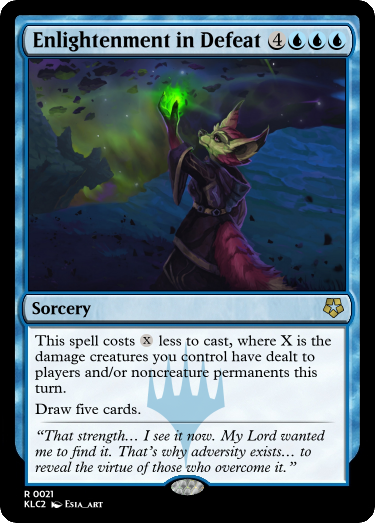 Enlightenment in Defeat 4
Sorcery
This spell costs X less to cast, where X is the
damage creatures you control have dealt to
players and/or noncreature permanents this
turn.
Draw five cards.
“That strength… I see it now. My Lord wanted
me to find it. That’s why adversity exists… to
reveal the virtue of those who overcome it.”
R 0021
KLC2 Esia_art